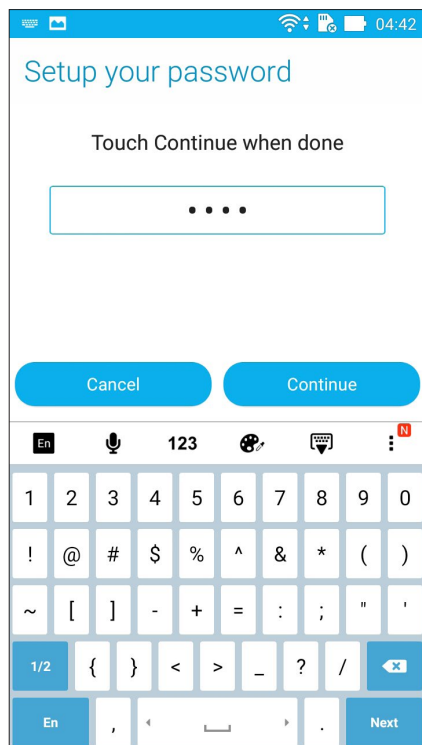 04:42
Setup your password
Touch Continue when done
••••
Cancel Continue
En 123 N
1 2 3 4 5 6 7 8 9 0
! @ # $ % ^ & * ( )
~ [ ] - + = : ; " '
1/2 { } < > _ ? /
En , . Next